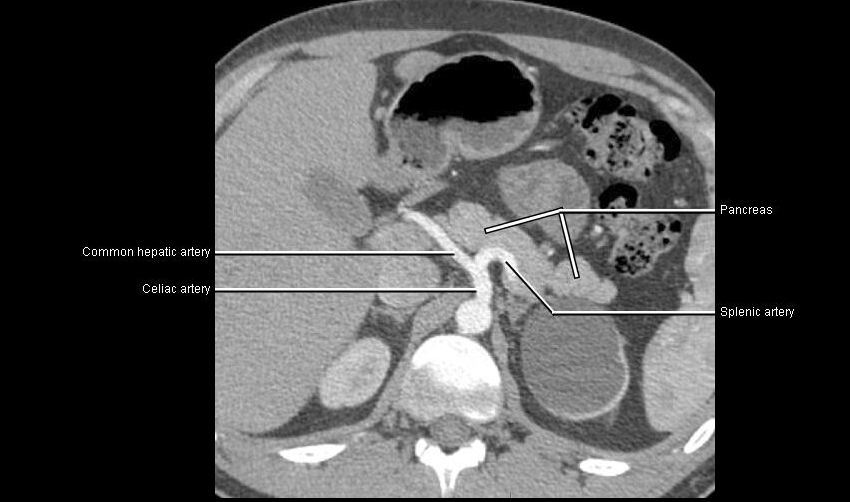 Pancreas
Common hepatic artery
Celiac artery
Splenic artery